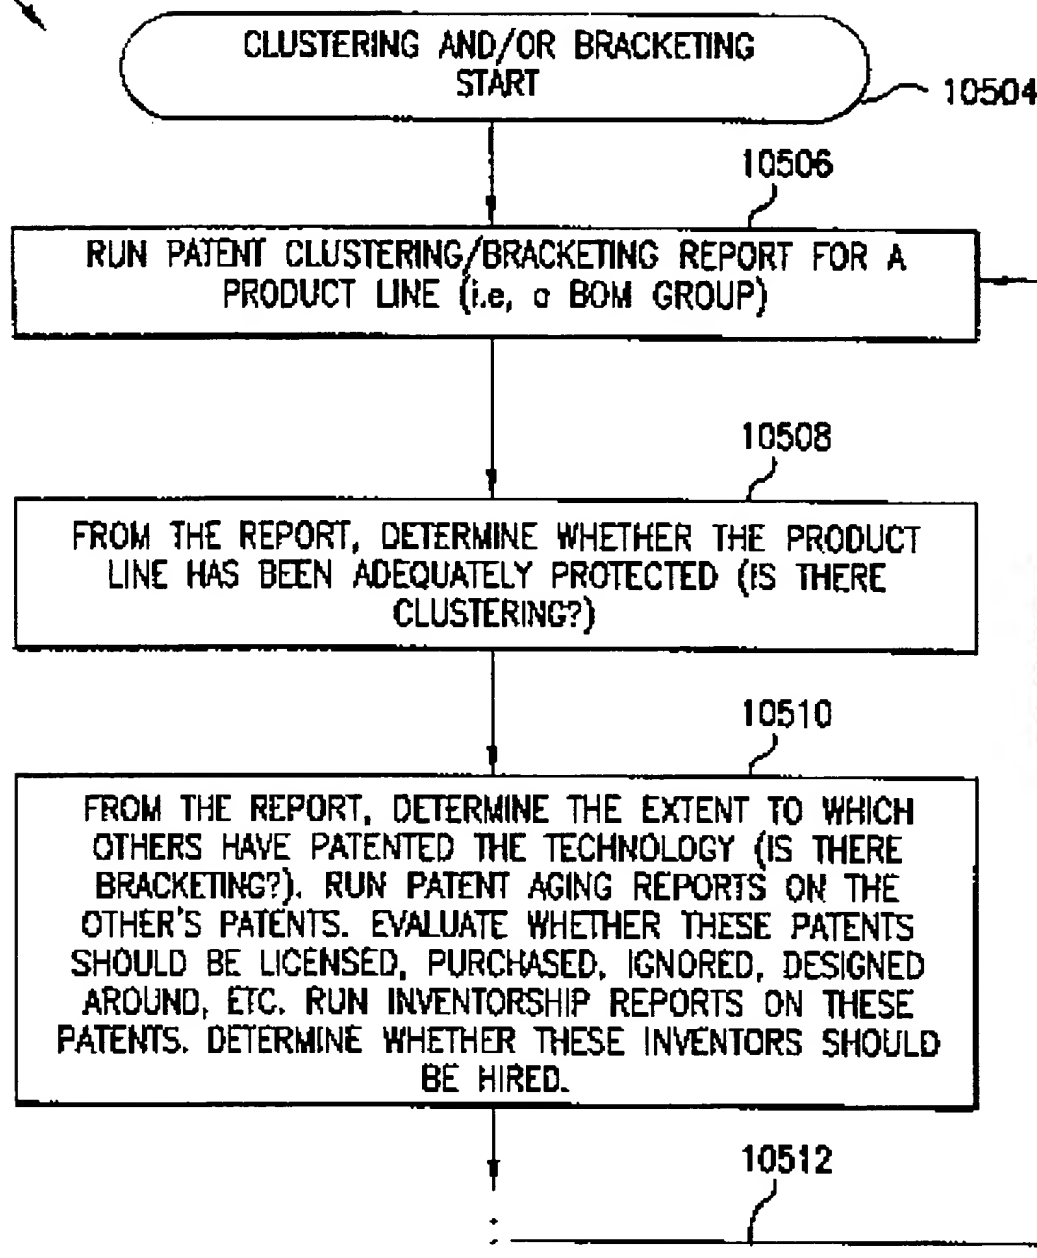 CLUSTERING AND/OR BRACKETING
START
10504
10506
RUN PATENT CLUSTERING/BRACKETING REPORT FOR A
PRODUCT LINE (i.e, a BOM GROUP)
10508
FROM THE REPORT, DETERMINE WHETHER THE PRODUCT
LINE HAS BEEN ADEQUATELY PROTECTED (IS THERE
CLUSTERING?)
10510
FROM THE REPORT, DETERMINE THE EXTENT TO WHICH
OTHERS HAVE PATENTED THE TECHNOLOGY (IS THERE
BRACKETING?). RUN PATENT AGING REPORTS ON THE
OTHER'S PATENTS. EVALUATE WHETHER THESE PATENTS
SHOULD BE LICENSED, PURCHASED, IGNORED, DESIGNED
AROUND, ETC. RUN INVENTORSHIP REPORTS ON THESE
PATENTS. DETERMINE WHETHER THESE INVENTORS SHOULD
BE HIRED.
10512